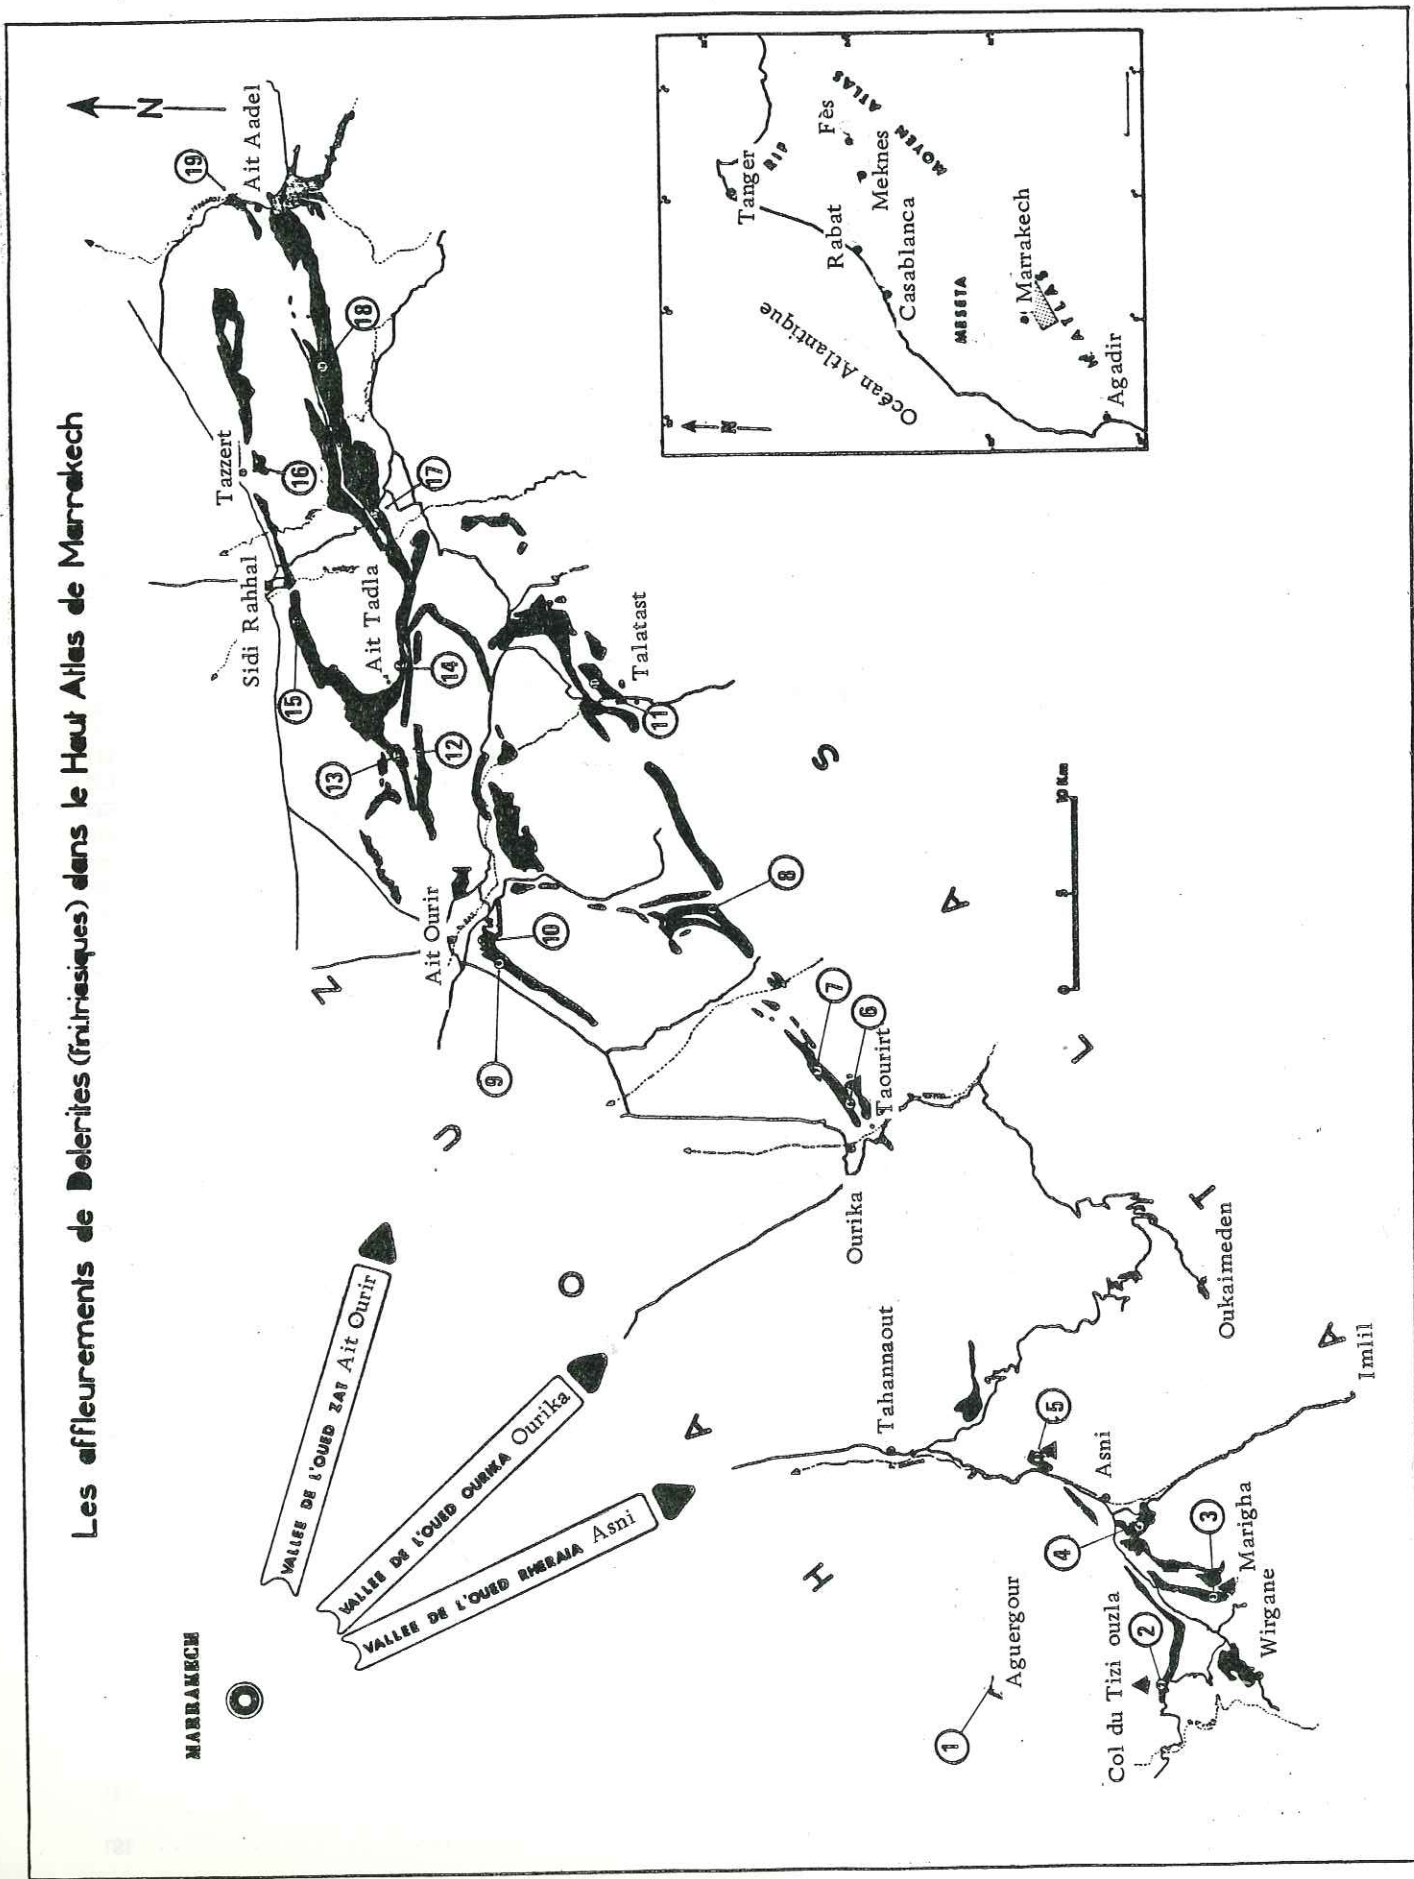 Les affleurements de Dolerites (fini.triasiques) dans le Haut Atlas de Marrakech
N
MARRAKECH
VALLEE DE L'OUED ZAT Ait Ourir
VALLEE DE L'OUED OURIKA Ourika
VALLEE DE L'OUED RHERAIA Asni
H A O U Z
A T L A S
19
Ait Aadel
18
Tazzert
16
17
Sidi Rahhal
15
Ait Tadla
14
13
12
Talatast
11
Ait Ourir
10
9
8
7
6
Taourirt
Ourika
Oukaimeden
Tahannaout
5
Asni
Imlil
4
3
Marigha
Wirgane
2
Col du Tizi ouzla
1
Aguergour
0 5 10 Km
N
Tanger
RIF
Fès
Meknes
MOYEN ATLAS
Rabat
Casablanca
Océan Atlantique
MESETA
Marrakech
ATLAS
Agadir